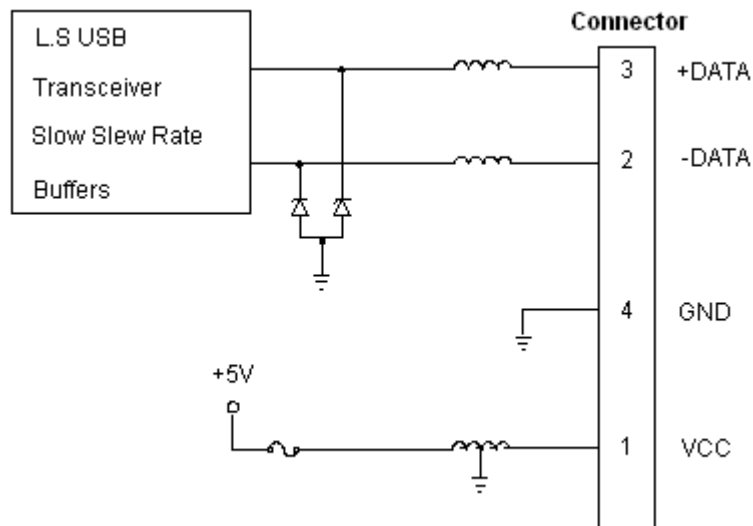 Connector
L.S USB
Transceiver
Slow Slew Rate
Buffers
3 +DATA
2 -DATA
4 GND
+5V
1 VCC